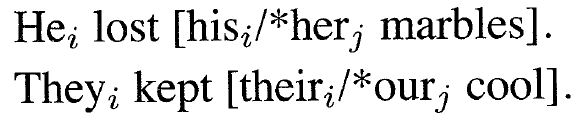 Heᵢ lost [hisᵢ/*herⱼ marbles].
Theyᵢ kept [theirᵢ/*ourⱼ cool].